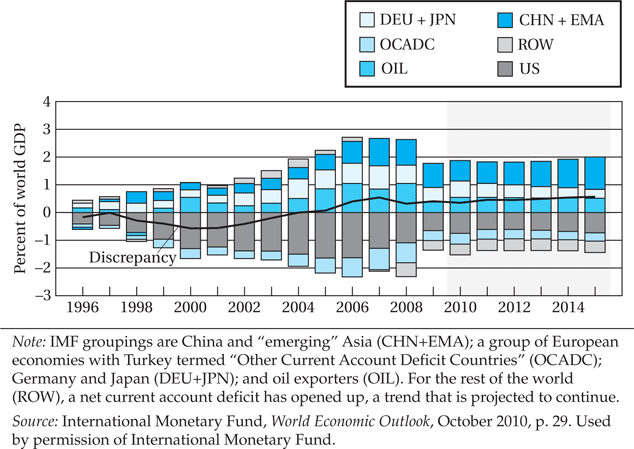 DEU + JPN CHN + EMA
OCADC ROW
OIL US
Percent of world GDP
4
3
2
1
0
–1
–2
–3
Discrepancy
1996 1998 2000 2002 2004 2006 2008 2010 2012 2014
Note: IMF groupings are China and “emerging” Asia (CHN+EMA); a group of European
economies with Turkey termed “Other Current Account Deficit Countries” (OCADC);
Germany and Japan (DEU+JPN); and oil exporters (OIL). For the rest of the world
(ROW), a net current account deficit has opened up, a trend that is projected to continue.
Source: International Monetary Fund, World Economic Outlook, October 2010, p. 29. Used
by permission of International Monetary Fund.